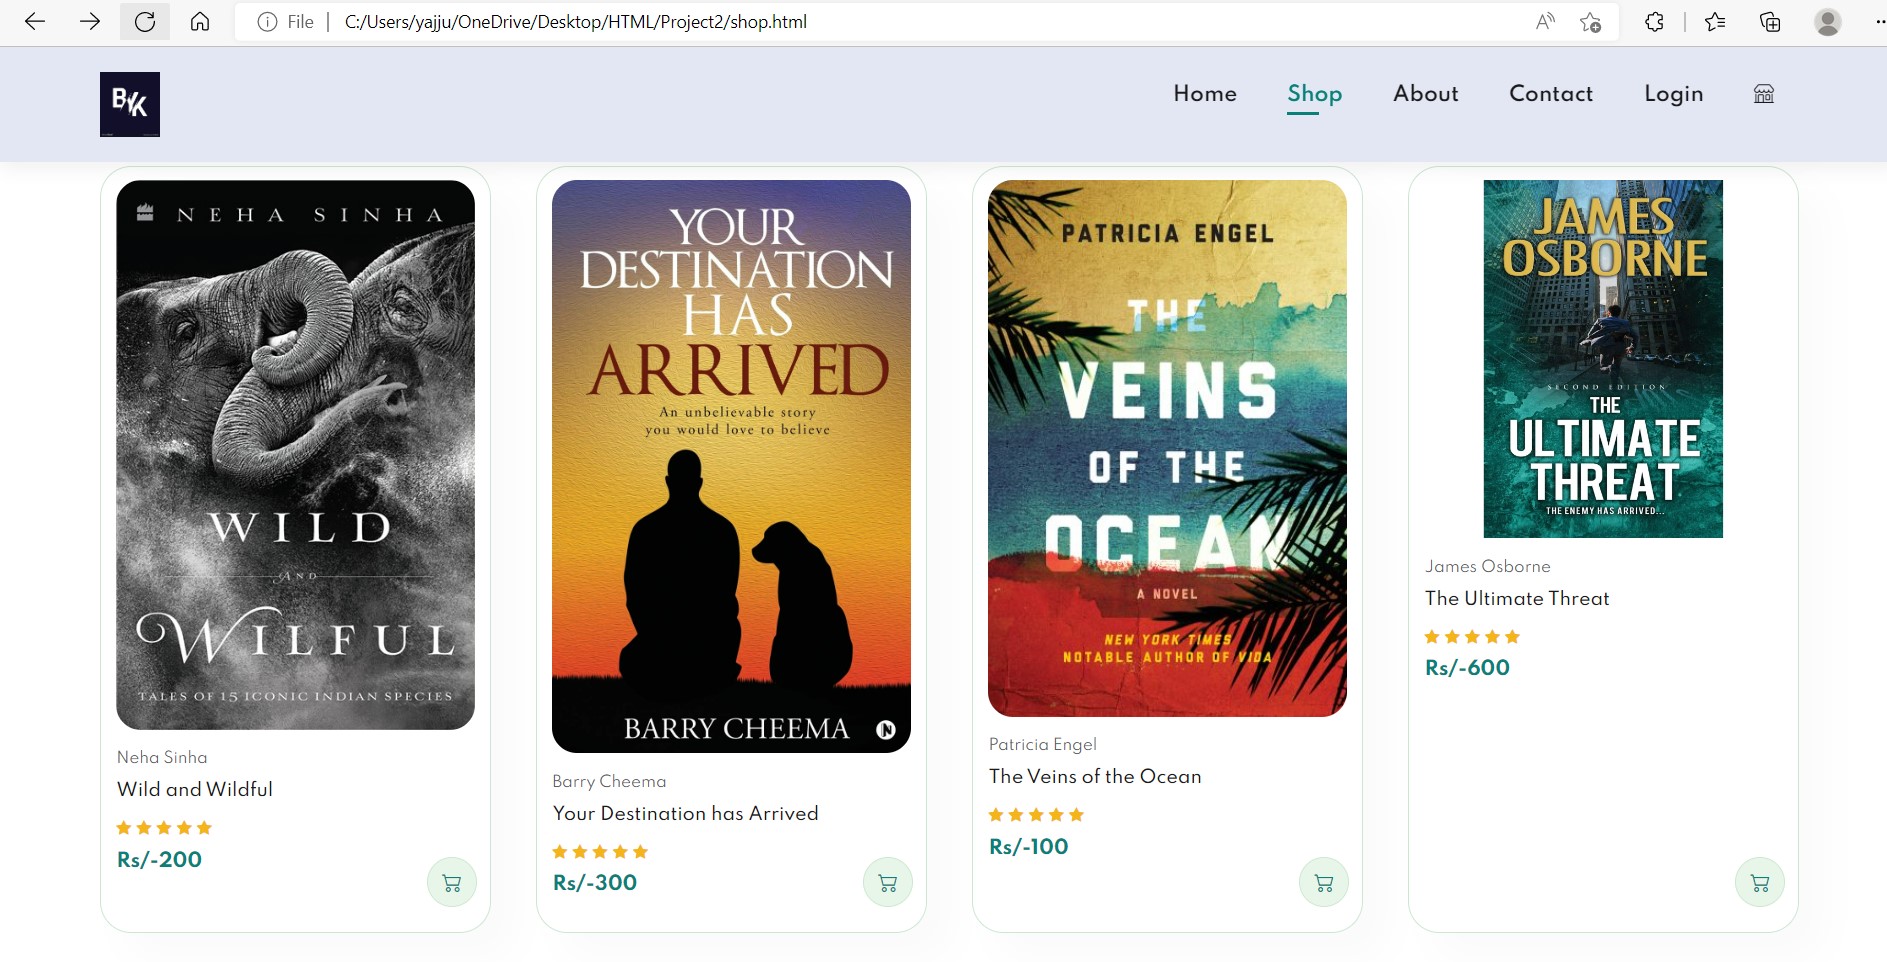 File
C:/Users/yajju/OneDrive/Desktop/HTML/Project2/shop.html
BYK
Home
Shop
About
Contact
Login
NEHA SINHA
WILD
AND
WILFUL
TALES OF 15 ICONIC INDIAN SPECIES
Neha Sinha
Wild and Wildful
Rs/-200
YOUR
DESTINATION
HAS
ARRIVED
An unbelievable story
you would love to believe
BARRY CHEEMA
N
Barry Cheema
Your Destination has Arrived
Rs/-300
PATRICIA ENGEL
THE
VEINS
OF THE
OCEAN
A NOVEL
NEW YORK TIMES
NOTABLE AUTHOR OF VIDA
Patricia Engel
The Veins of the Ocean
Rs/-100
JAMES
OSBORNE
SECOND EDITION
THE
ULTIMATE
THREAT
THE ENEMY HAS ARRIVED...
James Osborne
The Ultimate Threat
Rs/-600